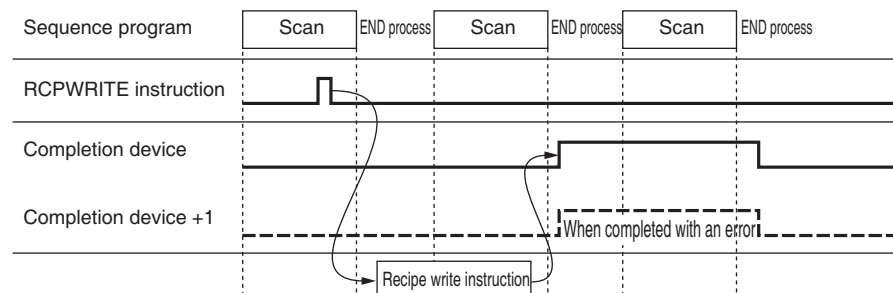 Sequence program Scan END process Scan END process Scan END process
RCPWRITE instruction
Completion device
Completion device +1
When completed with an error
Recipe write instruction